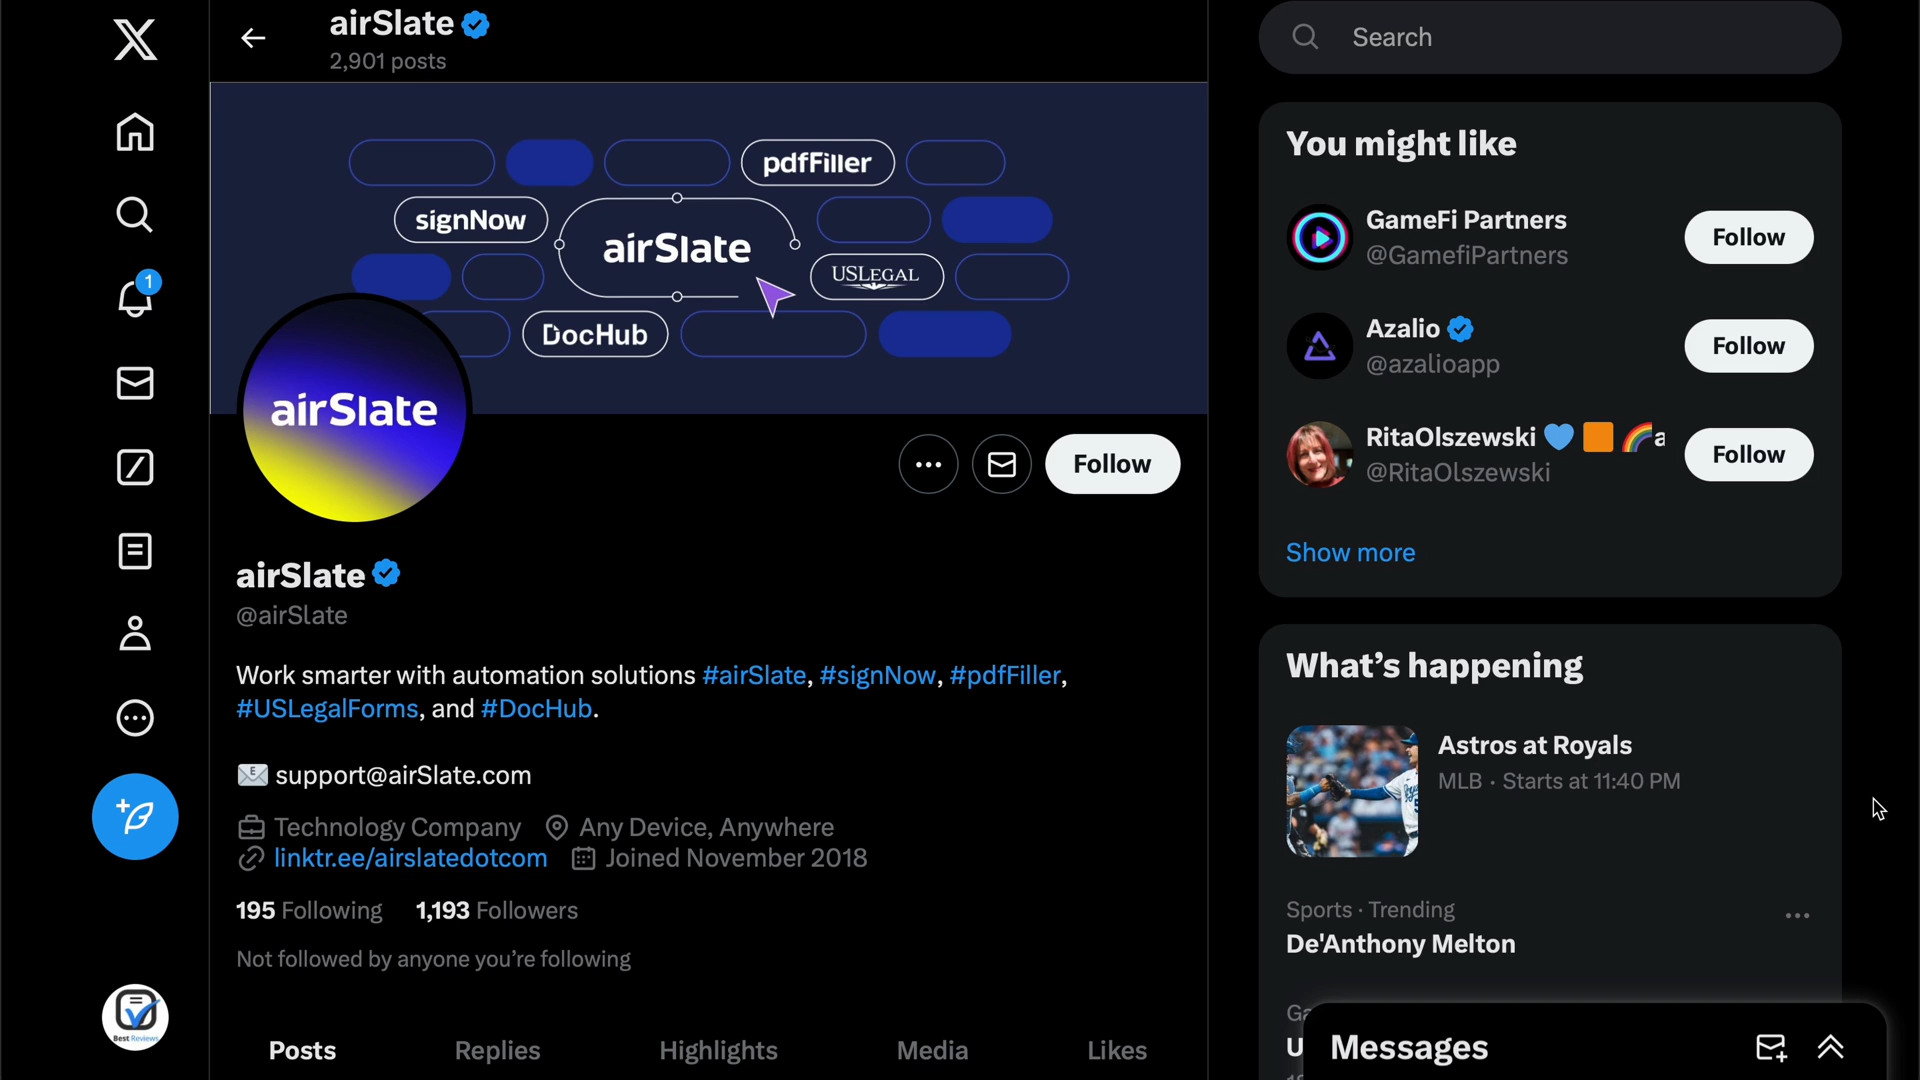 airSlate
2,901 posts
Search
pdfFiller
signNow
airSlate
USLEGAL
DocHub
airSlate
Follow
airSlate
@airSlate
Work smarter with automation solutions #airSlate, #signNow, #pdfFiller,
#USLegalForms, and #DocHub.
E support@airSlate.com
Technology Company Any Device, Anywhere
linktr.ee/airslatedotcom Joined November 2018
195 Following 1,193 Followers
Not followed by anyone you’re following
Posts Replies Highlights Media Likes
1
Best Reviews
You might like
GameFi Partners
@GamefiPartners
Follow
Azalio
@azalioapp
Follow
RitaOlszewski 💙 🟧 🌈a
@RitaOlszewski
Follow
Show more
What’s happening
Astros at Royals
MLB · Starts at 11:40 PM
Sports · Trending
De'Anthony Melton
Messages